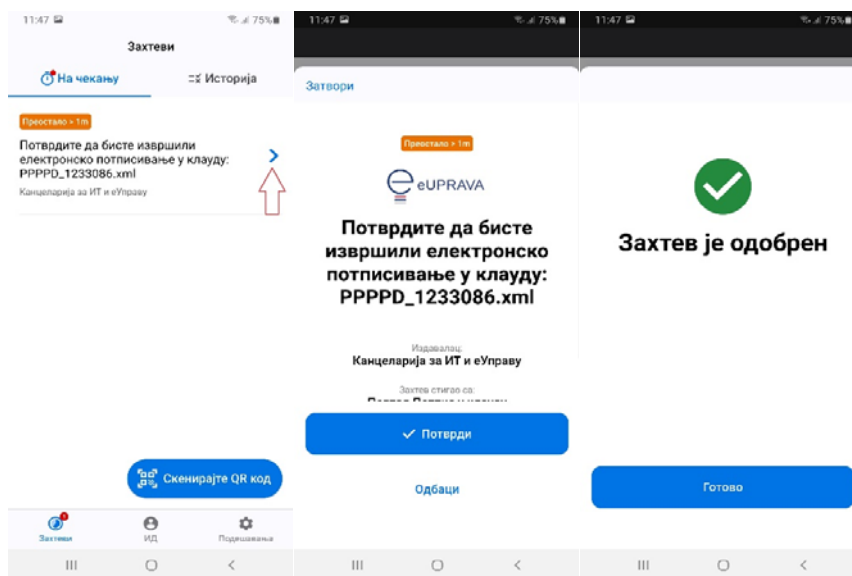 11:47
75%
Захтеви
На чекању
Историја
Преостало > 1m
Потврдите да бисте извршили
електронско потписивање у клауду:
PPPPD_1233086.xml
Канцеларија за ИТ и еУправу
Скенирајте QR код
1
Захтеви
ИД
Подешавања
11:47
75%
Затвори
Преостало > 1m
eUPRAVA
Потврдите да бисте
извршили електронско
потписивање у клауду:
PPPPD_1233086.xml
Издавалац:
Канцеларија за ИТ и еУправу
Захтев стигао са:
Потврди
Одбаци
11:47
75%
Захтев је одобрен
Готово